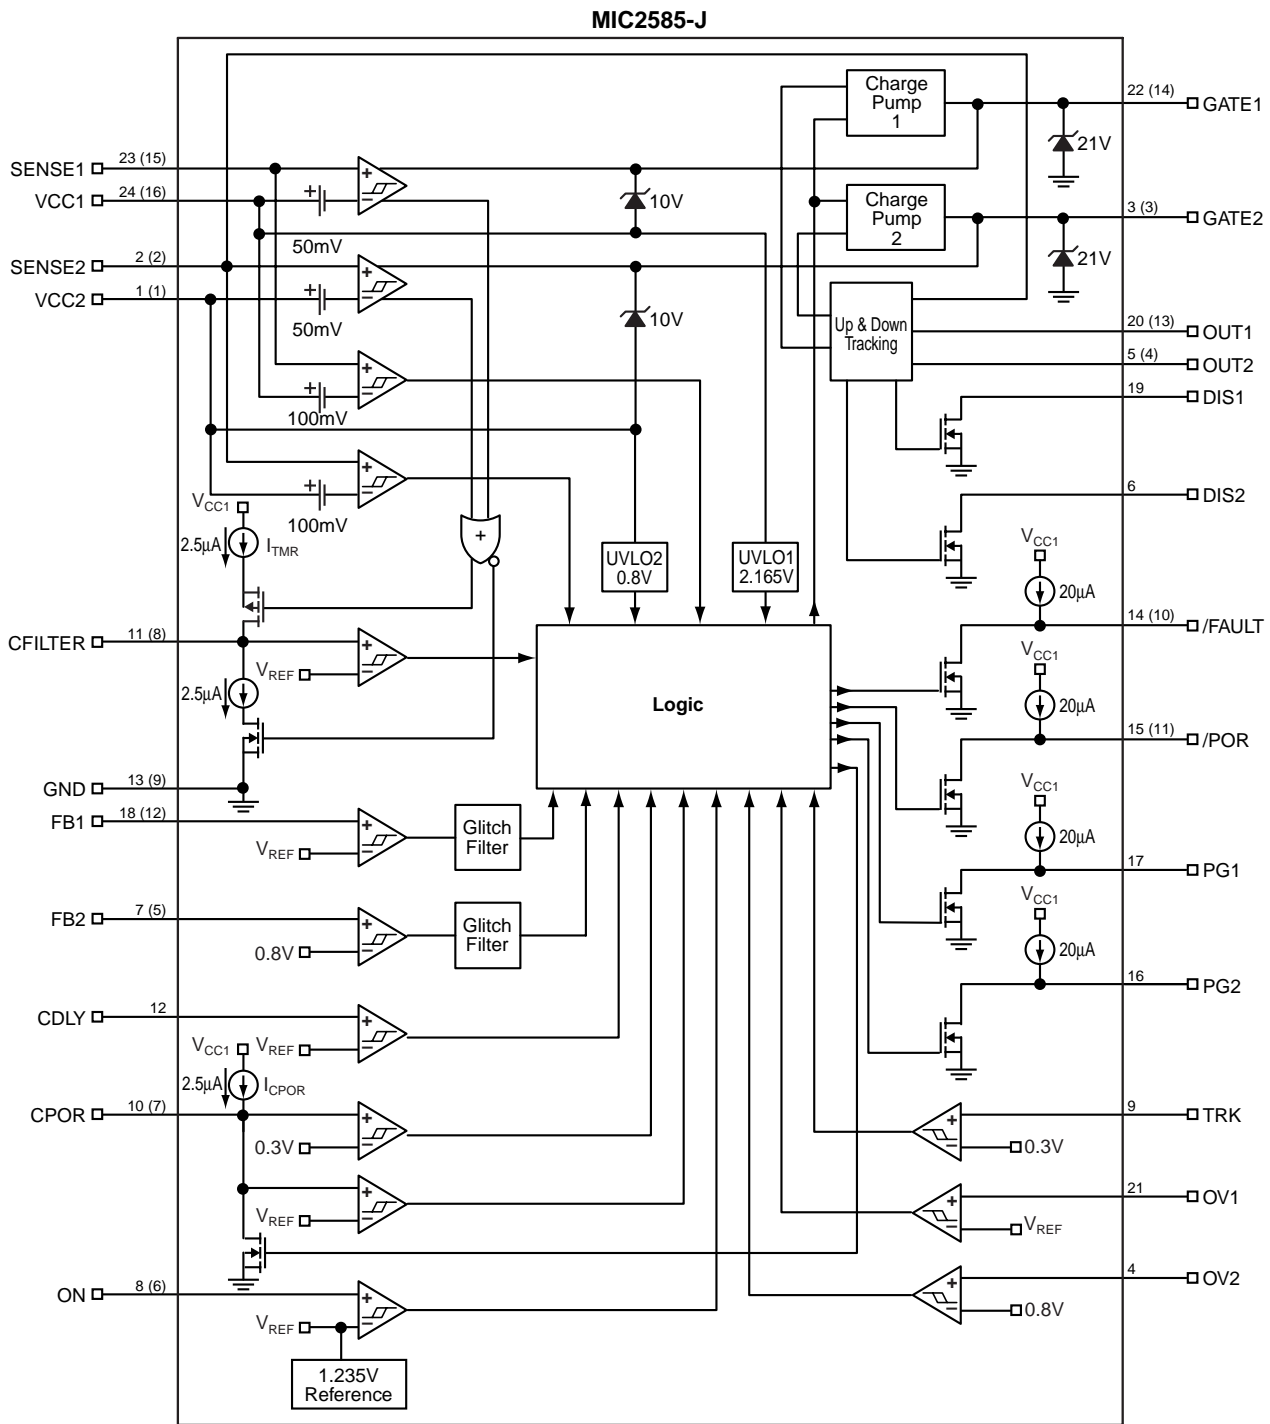 MIC2585-J
Charge
Pump
1
22 (14)
GATE1
21V
SENSE1
23 (15)
VCC1
24 (16)
+
−
+
50mV
10V
Charge
Pump
2
3 (3)
GATE2
21V
SENSE2
2 (2)
VCC2
1 (1)
+
−
+
50mV
10V
Up & Down
Tracking
20 (13)
OUT1
5 (4)
OUT2
19
DIS1
+
−
+
100mV
6
DIS2
+
−
+
100mV
VCC1
2.5µA
ITMR
+
UVLO2
0.8V
UVLO1
2.165V
VCC1
20µA
14 (10)
/FAULT
CFILTER
11 (8)
VREF
+
−
2.5µA
Logic
VCC1
20µA
15 (11)
/POR
GND
13 (9)
FB1
18 (12)
VREF
+
−
Glitch
Filter
VCC1
20µA
17
PG1
FB2
7 (5)
0.8V
+
−
Glitch
Filter
VCC1
20µA
16
PG2
CDLY
12
VREF
+
−
VCC1
2.5µA
ICPOR
CPOR
10 (7)
0.3V
+
−
9
TRK
+
−
0.3V
VREF
+
−
21
OV1
+
−
VREF
ON
8 (6)
VREF
+
−
4
OV2
+
−
0.8V
1.235V
Reference